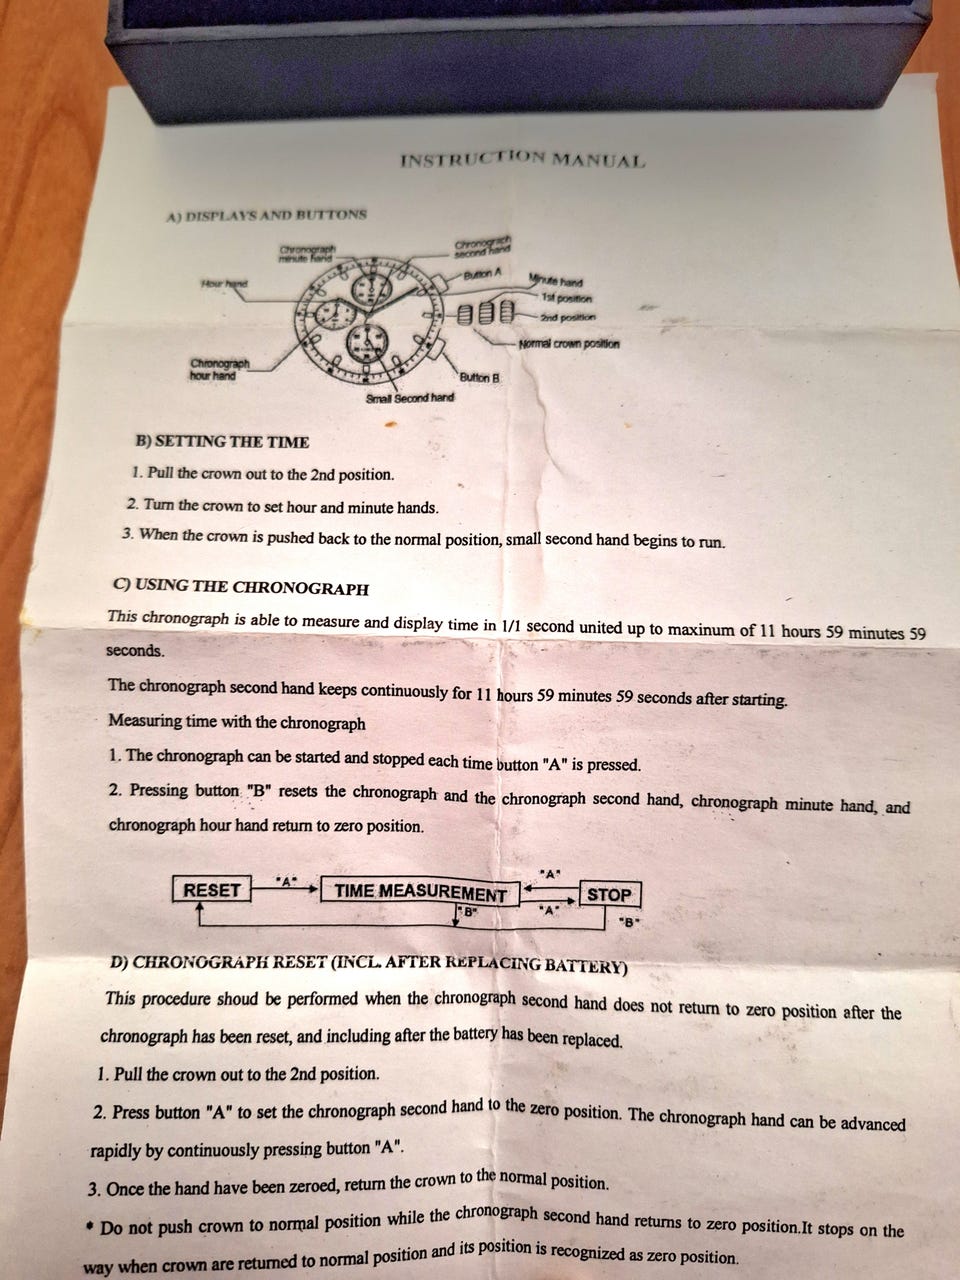 INSTRUCTION MANUAL
A) DISPLAYS AND BUTTONS
Chronograph
minute hand
Chronograph
second hand
Button A
Hour hand
Minute hand
1st position
2nd position
Normal crown position
Chronograph
hour hand
Button B
Small Second hand
B) SETTING THE TIME
1. Pull the crown out to the 2nd position.
2. Turn the crown to set hour and minute hands.
3. When the crown is pushed back to the normal position, small second hand begins to run.
C) USING THE CHRONOGRAPH
This chronograph is able to measure and display time in 1/1 second united up to maxinum of 11 hours 59 minutes 59
seconds.
The chronograph second hand keeps continuously for 11 hours 59 minutes 59 seconds after starting.
Measuring time with the chronograph
1. The chronograph can be started and stopped each time button "A" is pressed.
2. Pressing button "B" resets the chronograph and the chronograph second hand, chronograph minute hand, and
chronograph hour hand return to zero position.
RESET "A" TIME MEASUREMENT "A" STOP
"B" "A" "B"
D) CHRONOGRAPH RESET (INCL. AFTER REPLACING BATTERY)
This procedure shoud be performed when the chronograph second hand does not return to zero position after the
chronograph has been reset, and including after the battery has been replaced.
1. Pull the crown out to the 2nd position.
2. Press button "A" to set the chronograph second hand to the zero position. The chronograph hand can be advanced
rapidly by continuously pressing button "A".
3. Once the hand have been zeroed, return the crown to the normal position.
* Do not push crown to normal position while the chronograph second hand returns to zero position.It stops on the
way when crown are returned to normal position and its position is recognized as zero position.